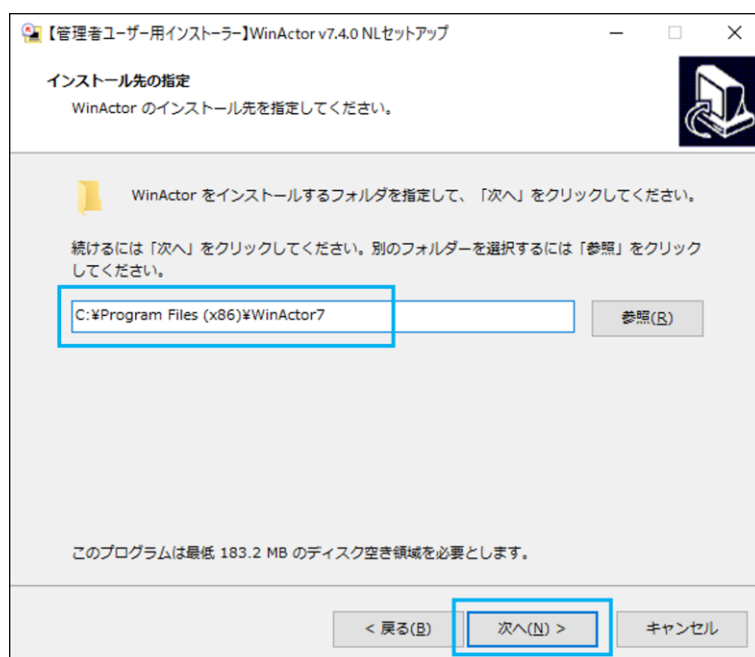 【管理者ユーザー用インストーラー】WinActor v7.4.0 NLセットアップ
インストール先の指定
WinActor のインストール先を指定してください。
WinActor をインストールするフォルダを指定して、「次へ」をクリックしてください。
続けるには「次へ」をクリックしてください。別のフォルダーを選択するには「参照」をクリック
してください。
C:¥Program Files (x86)¥WinActor7
参照(R)
このプログラムは最低 183.2 MB のディスク空き領域を必要とします。
< 戻る(B)
次へ(N) >
キャンセル